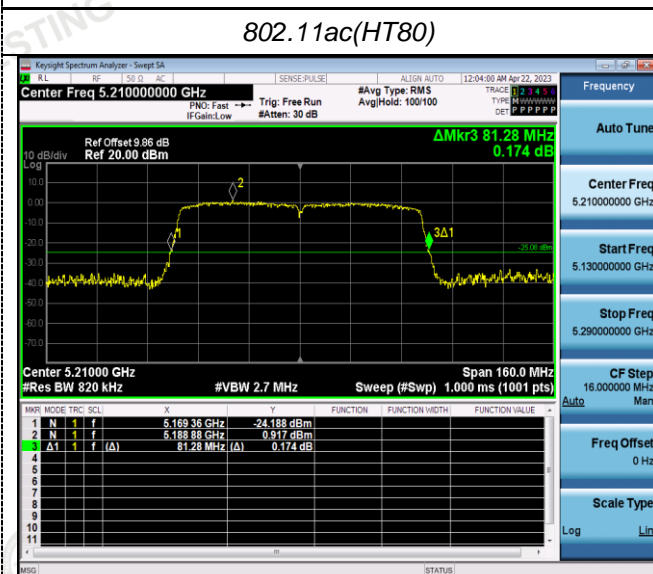 TESTING
802.11ac(HT80)
Keysight Spectrum Analyzer - Swept SA
RL RF 50 Ω AC SENSE:PULSE ALIGN AUTO 12:04:00 AM Apr 22, 2023
Center Freq 5.210000000 GHz
PNO: Fast
IFGain:Low
Trig: Free Run
#Atten: 30 dB
#Avg Type: RMS
Avg|Hold: 100/100
TRACE 1 2 3 4 5 6
TYPE M WWWWW
DET P P P P P P
Ref Offset 9.86 dB
10 dB/div Ref 20.00 dBm
Log
ΔMkr3 81.28 MHz
0.174 dB
10.0
0.00
-10.0
-20.0
-30.0
-40.0
-50.0
-60.0
-70.0
1
2
3Δ1
-25.08 dBm
Center 5.21000 GHz Span 160.0 MHz
#Res BW 820 kHz #VBW 2.7 MHz Sweep (#Swp) 1.000 ms (1001 pts)
MKR MODE TRC SCL X Y FUNCTION FUNCTION WIDTH FUNCTION VALUE
1 N 1 f 5.169 36 GHz -24.188 dBm
2 N 1 f 5.188 88 GHz 0.917 dBm
3 Δ1 1 f (Δ) 81.28 MHz (Δ) 0.174 dB
4
5
6
7
8
9
10
11
MSG STATUS
Frequency
Auto Tune
Center Freq
5.210000000 GHz
Start Freq
5.130000000 GHz
Stop Freq
5.290000000 GHz
CF Step
16.000000 MHz
Auto Man
Freq Offset
0 Hz
Scale Type
Log Lin